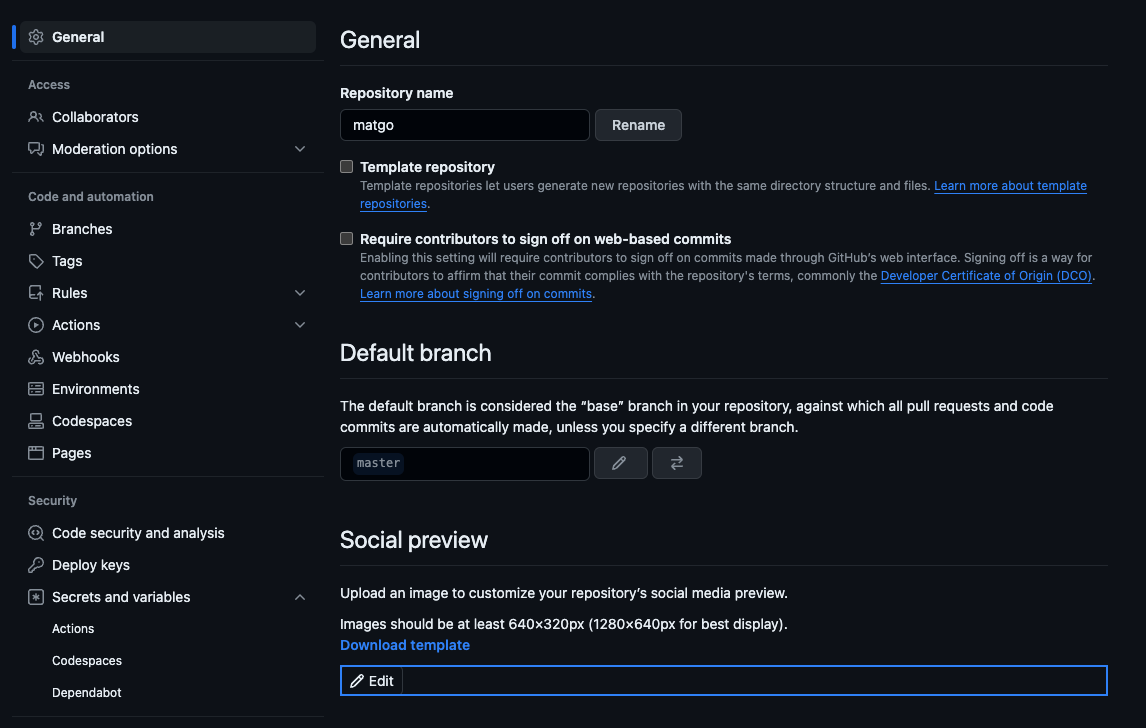 General
Access
Collaborators
Moderation options
Code and automation
Branches
Tags
Rules
Actions
Webhooks
Environments
Codespaces
Pages
Security
Code security and analysis
Deploy keys
Secrets and variables
Actions
Codespaces
Dependabot
General
Repository name
matgo
Rename
Template repository
Template repositories let users generate new repositories with the same directory structure and files. Learn more about template
repositories.
Require contributors to sign off on web-based commits
Enabling this setting will require contributors to sign off on commits made through GitHub’s web interface. Signing off is a way for
contributors to affirm that their commit complies with the repository's terms, commonly the Developer Certificate of Origin (DCO).
Learn more about signing off on commits.
Default branch
The default branch is considered the “base” branch in your repository, against which all pull requests and code
commits are automatically made, unless you specify a different branch.
master
Social preview
Upload an image to customize your repository’s social media preview.
Images should be at least 640×320px (1280×640px for best display).
Download template
Edit